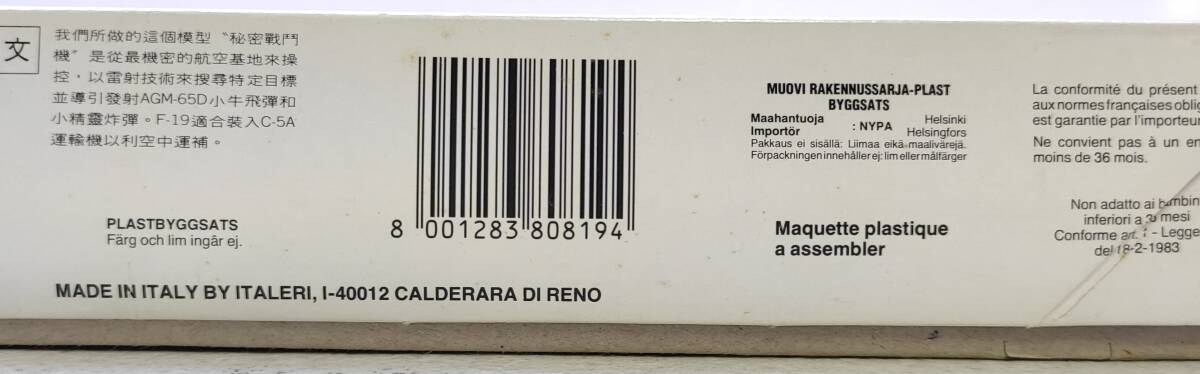 文
我們所做的這個模型〝秘密戰鬥
機〞是從最機密的航空基地來操
控，以雷射技術來搜尋特定目標
並導引發射AGM-65D小牛飛彈和
小精靈炸彈。F-19適合裝入C-5A
運輸機以利空中運補。
PLASTBYGGSATS
Färg och lim ingår ej.
8 001283 808194
MADE IN ITALY BY ITALERI, I-40012 CALDERARA DI RENO
MUOVI RAKENNUSSARJA-PLAST
BYGGSATS
Maahantuoja
Importör
: NYPA
Helsinki
Helsingfors
Pakkaus ei sisällä: Liimaa eikä maalivärejä.
Förpackningen innehåller ej: lim eller målfärger
Maquette plastique
a assembler
La conformité du présent
aux normes françaises oblig
est garantie par l'importeur
Ne convient pas à un en
moins de 36 mois.
Non adatto ai bambin
inferiori a mesi
Conforme art. - Legge
del 18-2-1983